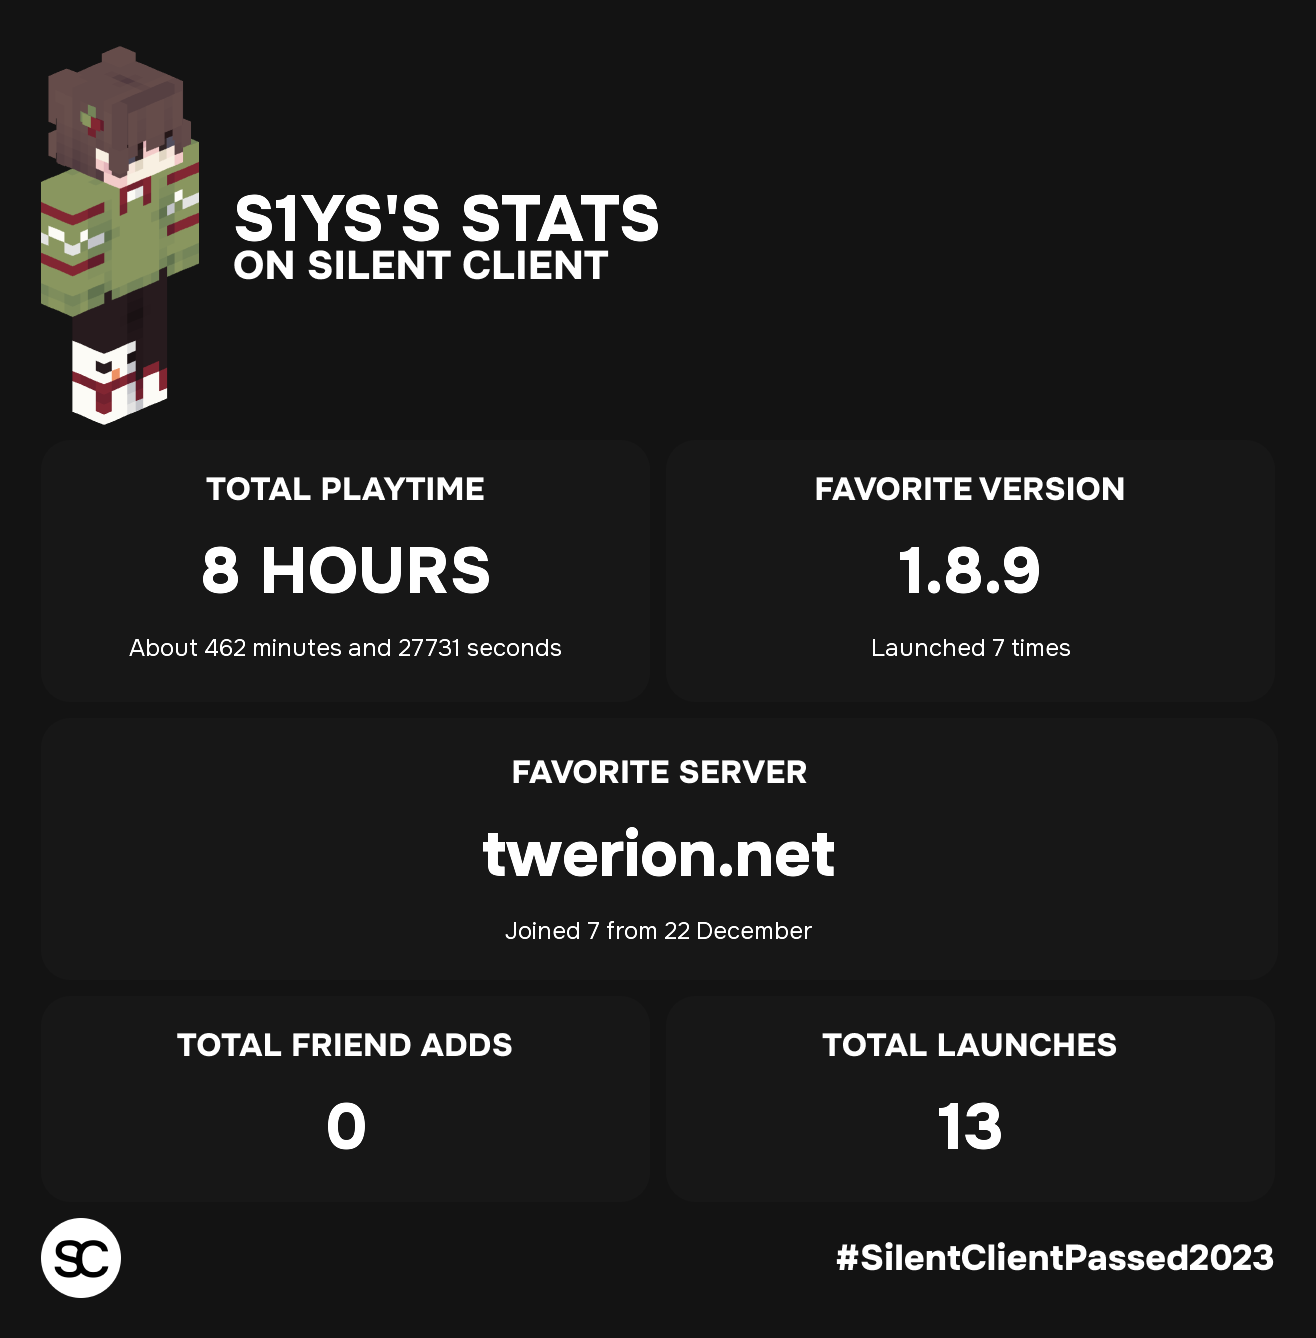 S1YS'S STATS
ON SILENT CLIENT
TOTAL PLAYTIME
8 HOURS
About 462 minutes and 27731 seconds
FAVORITE VERSION
1.8.9
Launched 7 times
FAVORITE SERVER
twerion.net
Joined 7 from 22 December
TOTAL FRIEND ADDS
0
TOTAL LAUNCHES
13
SC
#SilentClientPassed2023